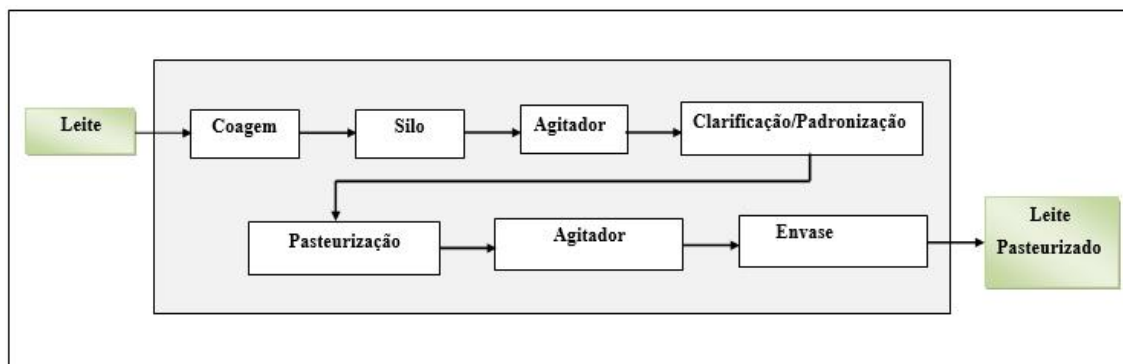 Leite
Coagem
Silo
Agitador
Clarificação/Padronização
Pasteurização
Agitador
Envase
Leite
Pasteurizado